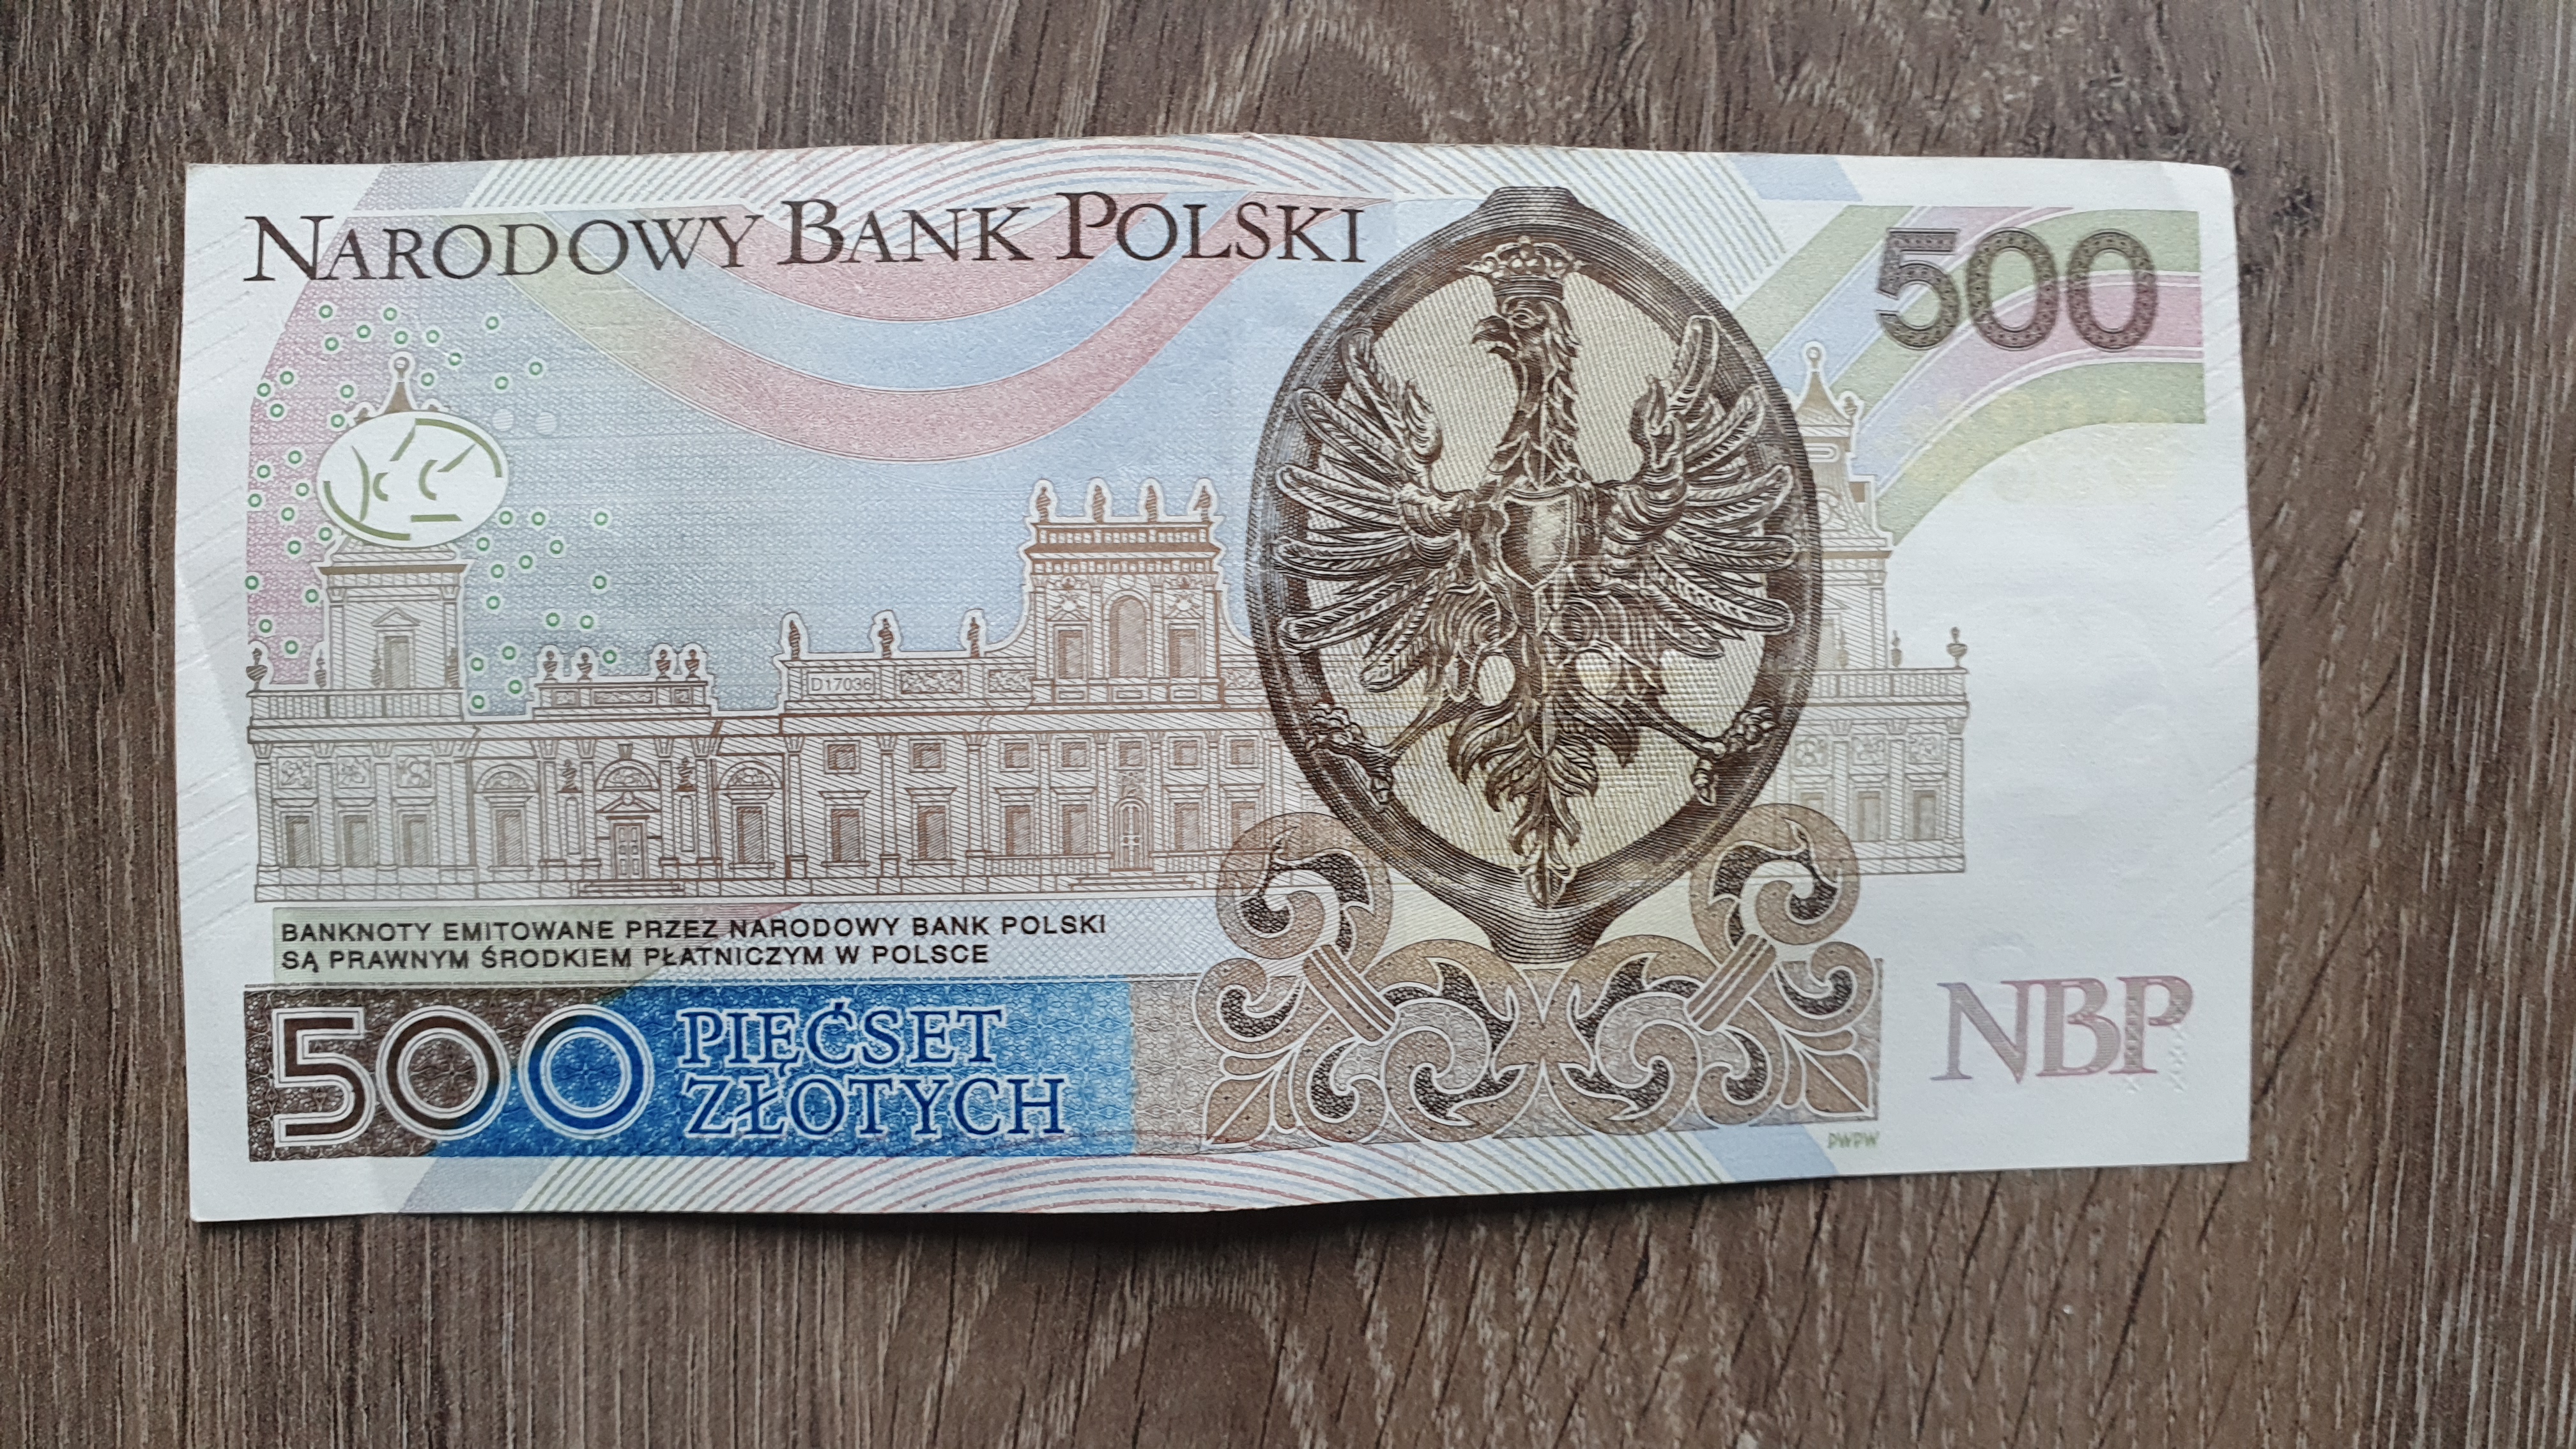 NARODOWY BANK POLSKI
500
D17036
BANKNOTY EMITOWANE PRZEZ NARODOWY BANK POLSKI
SĄ PRAWNYM ŚRODKIEM PŁATNICZYM W POLSCE
500
PIĘĆSET
ZŁOTYCH
NBP